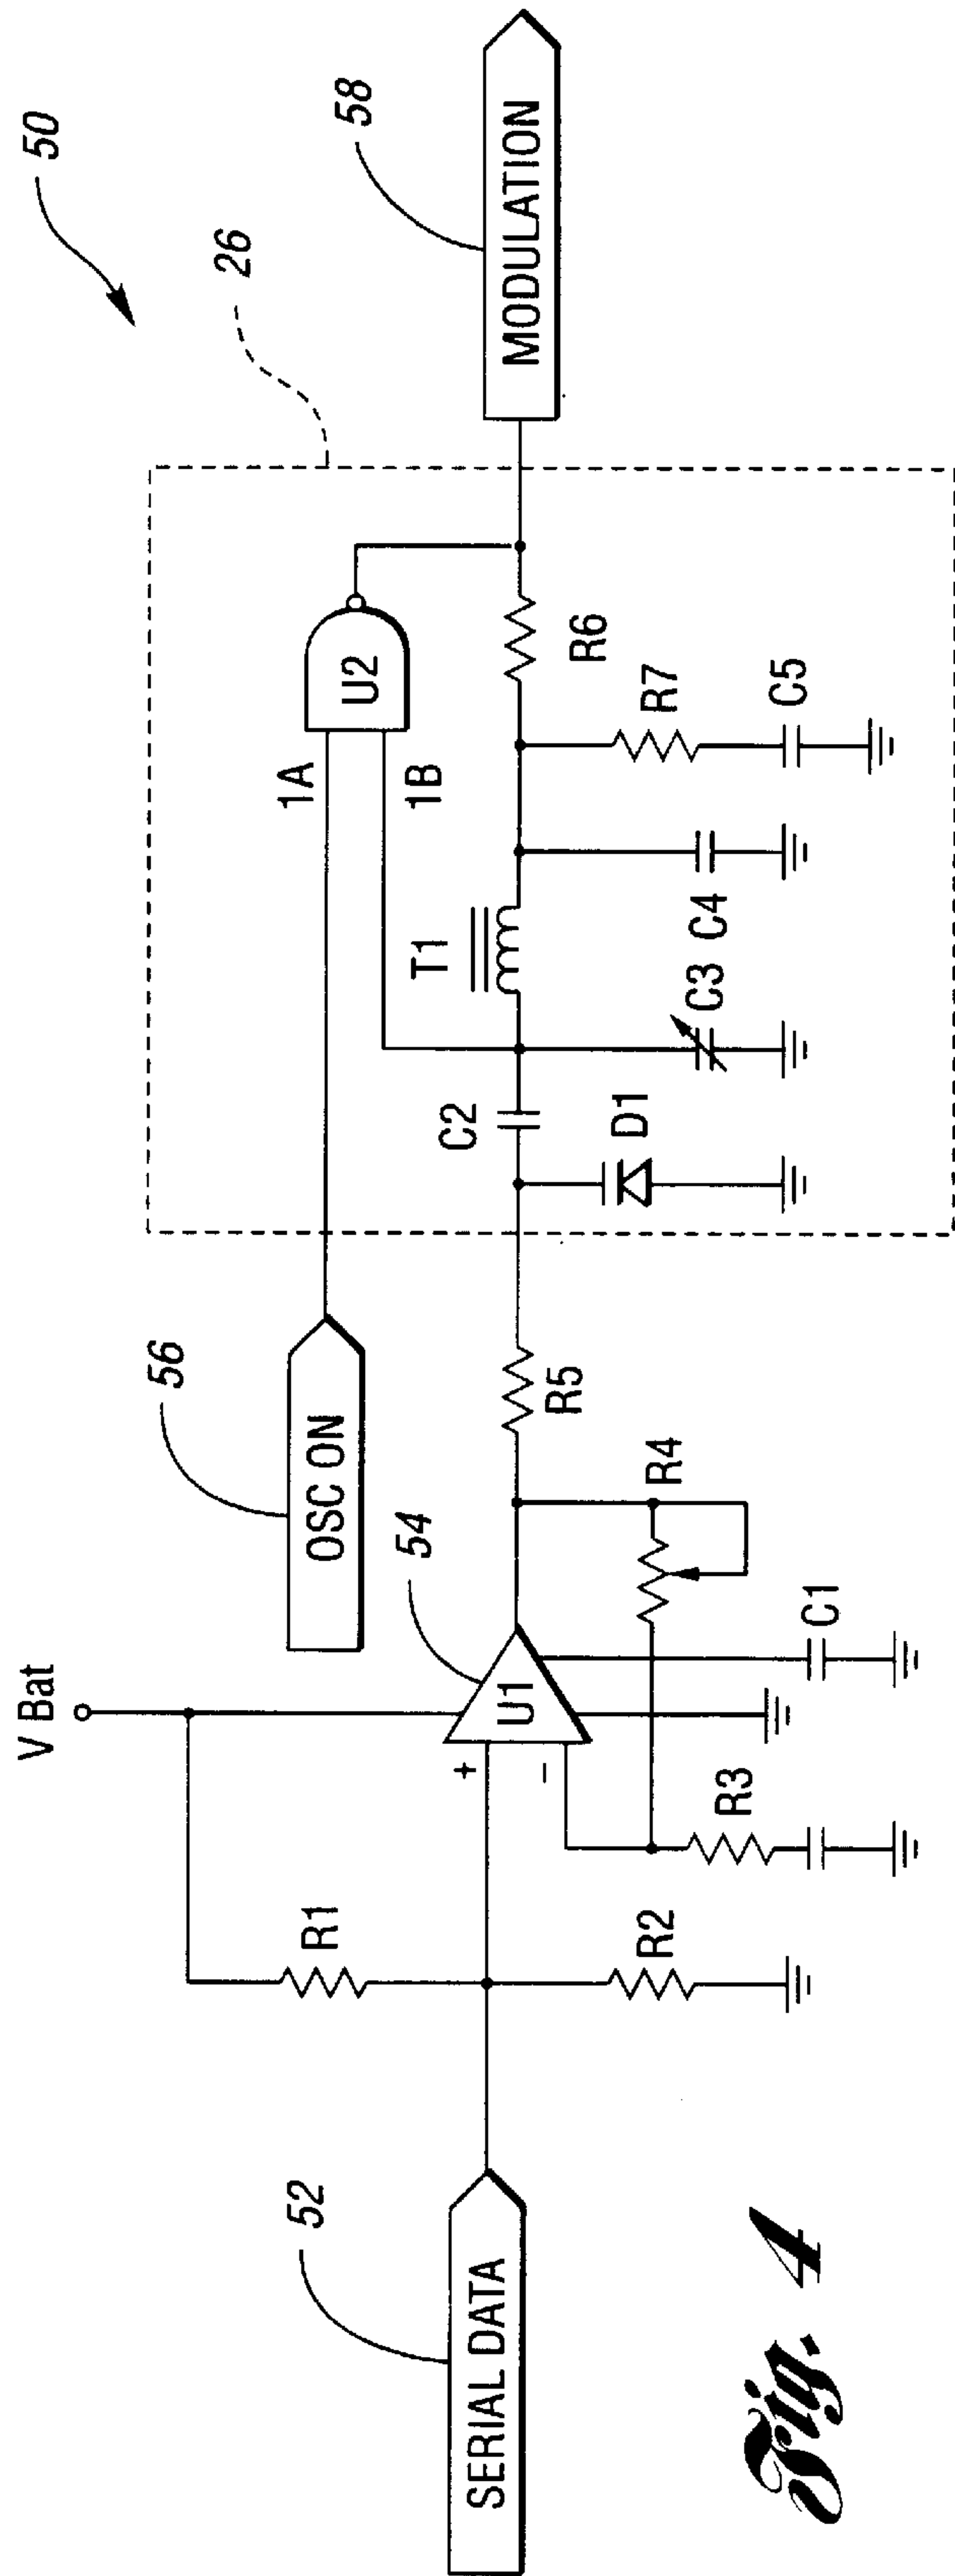 50
26
58
MODULATION
56
OSC ON
1A
1B
U2
R6
R7
C5
T1
C4
C3
C2
D1
R5
54
V Bat
U1
+
−
R4
C1
R3
R1
R2
52
SERIAL DATA
Fig. 4